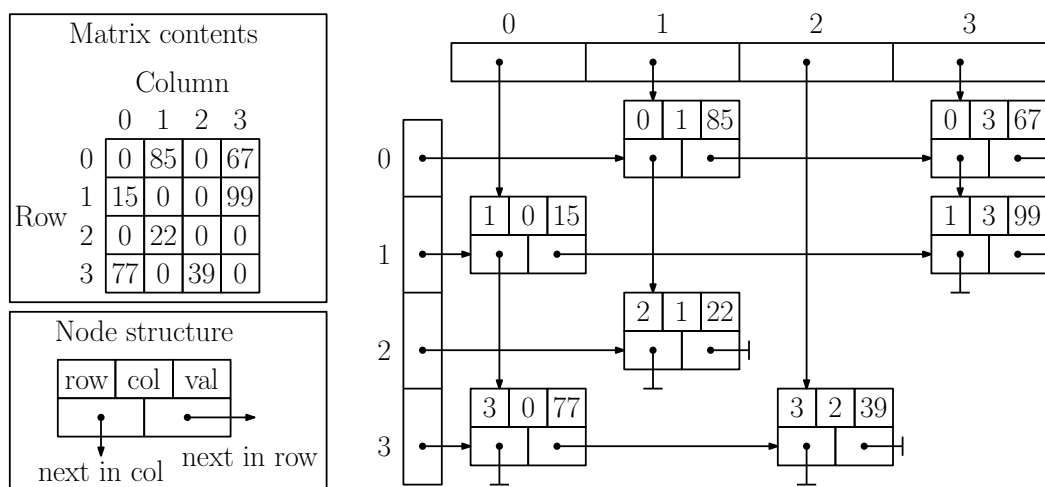 Matrix contents
Column
0 1 2 3
0 0 85 0 67
1 15 0 0 99
Row
2 0 22 0 0
3 77 0 39 0
Node structure
row col val
next in col
next in row
0 1 2 3
0 1 85
0 3 67
0
1 0 15
1 3 99
1
2 1 22
2
3 0 77
3 2 39
3